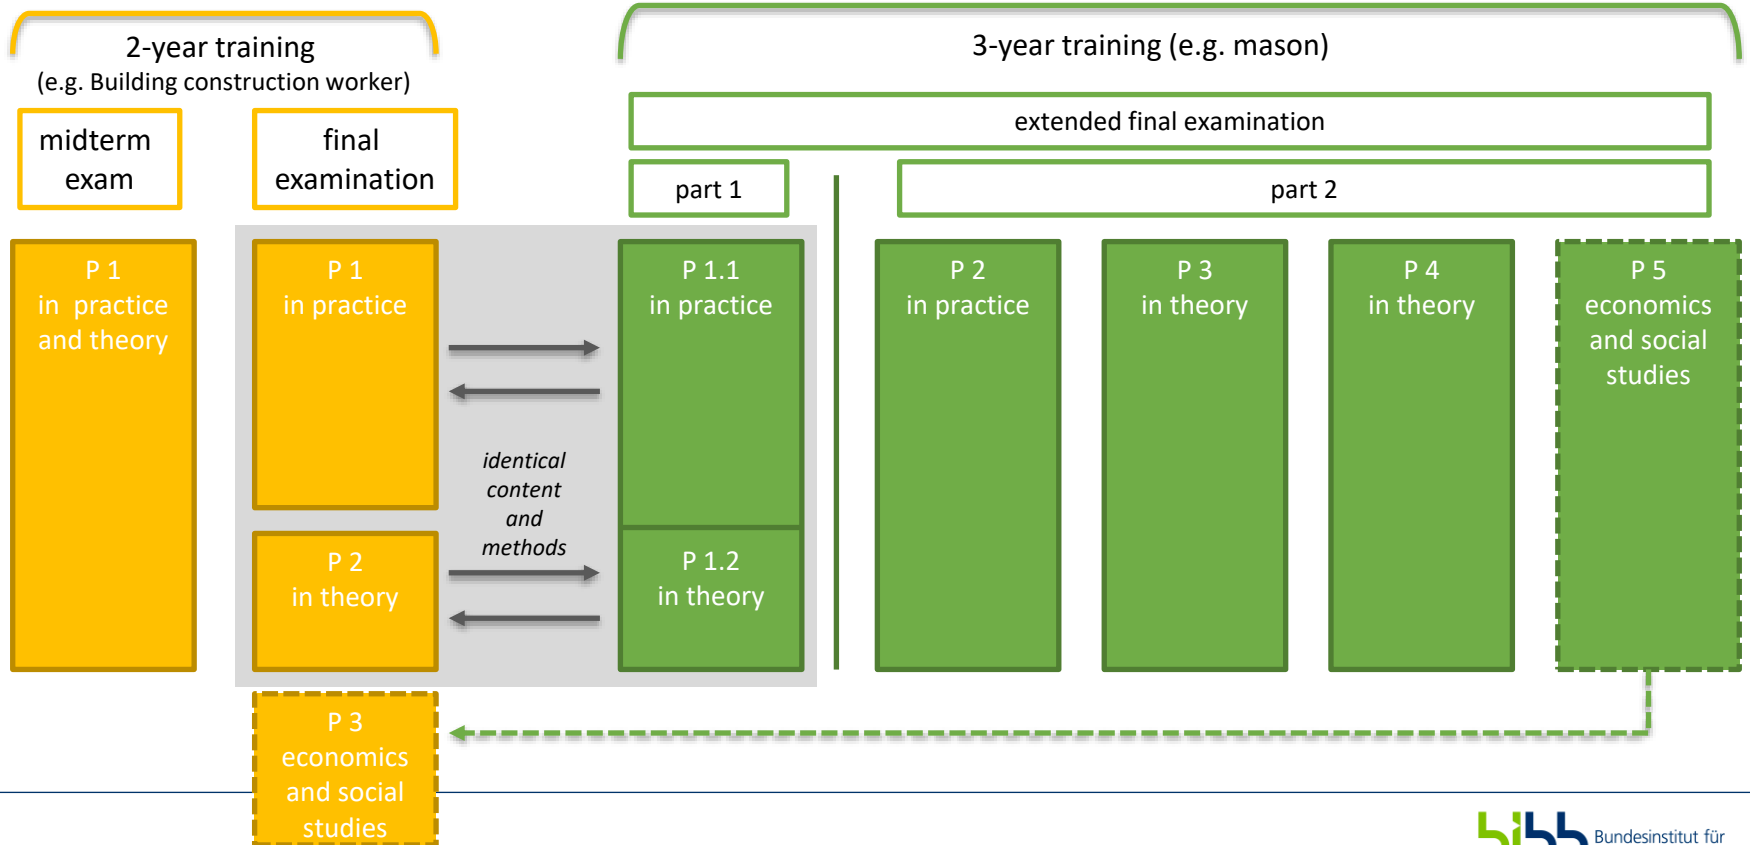 2-year training
(e.g. Building construction worker)
3-year training (e.g. mason)
midterm
exam
final
examination
extended final examination
part 1
part 2
P 1
in practice
and theory
P 1
in practice
P 2
in theory
P 3
economics
and social
studies
identical
content
and
methods
P 1.1
in practice
P 1.2
in theory
P 2
in practice
P 3
in theory
P 4
in theory
P 5
economics
and social
studies
bibb
Bundesinstitut für